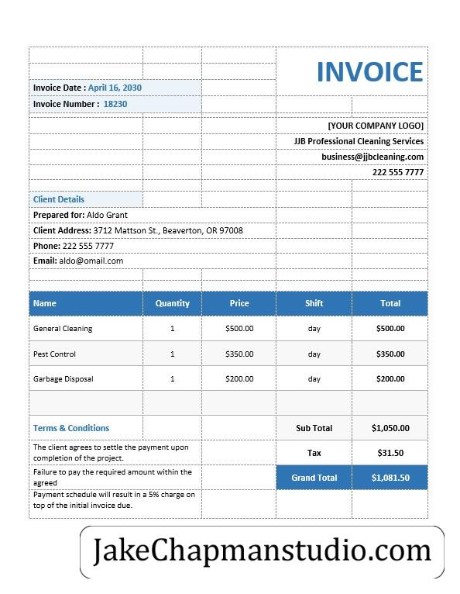 INVOICE
Invoice Date : April 16, 2030
Invoice Number : 18230
[YOUR COMPANY LOGO]
JJB Professional Cleaning Services
business@jjbcleaning.com
222 555 7777
Client Details
Prepared for: Aldo Grant
Client Address: 3712 Mattson St., Beaverton, OR 97008
Phone: 222 555 7777
Email: aldo@omail.com
Name Quantity Price Shift Total
General Cleaning 1 $500.00 day $500.00
Pest Control 1 $350.00 day $350.00
Garbage Disposal 1 $200.00 day $200.00
Terms & Conditions Sub Total $1,050.00
The client agrees to settle the payment upon
completion of the project.
Tax $31.50
Failure to pay the required amount within the
agreed
Grand Total $1,081.50
Payment schedule will result in a 5% charge on
top of the initial invoice due.
JakeChapmanstudio.com